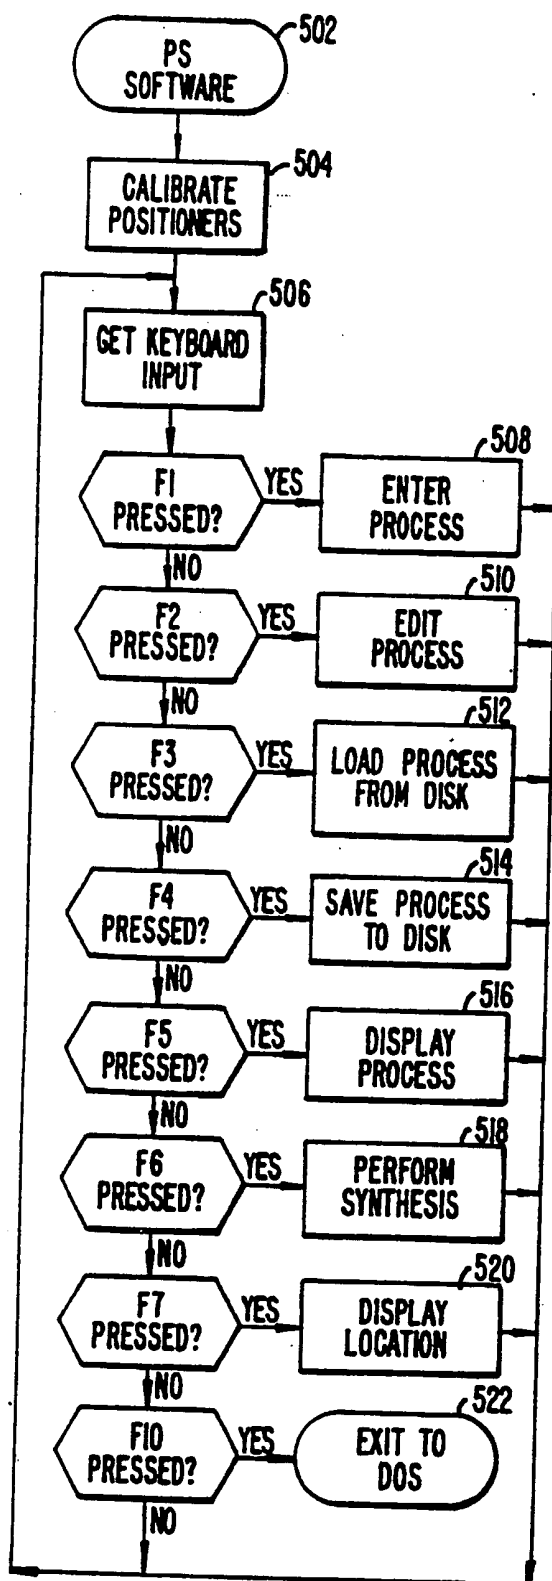 502
PS
SOFTWARE
504
CALIBRATE
POSITIONERS
506
GET KEYBOARD
INPUT
508
F1
PRESSED?
YES
ENTER
PROCESS
NO
510
F2
PRESSED?
YES
EDIT
PROCESS
NO
512
F3
PRESSED?
YES
LOAD PROCESS
FROM DISK
NO
514
F4
PRESSED?
YES
SAVE PROCESS
TO DISK
NO
516
F5
PRESSED?
YES
DISPLAY
PROCESS
NO
518
F6
PRESSED?
YES
PERFORM
SYNTHESIS
NO
520
F7
PRESSED?
YES
DISPLAY
LOCATION
NO
522
F10
PRESSED?
YES
EXIT TO
DOS
NO